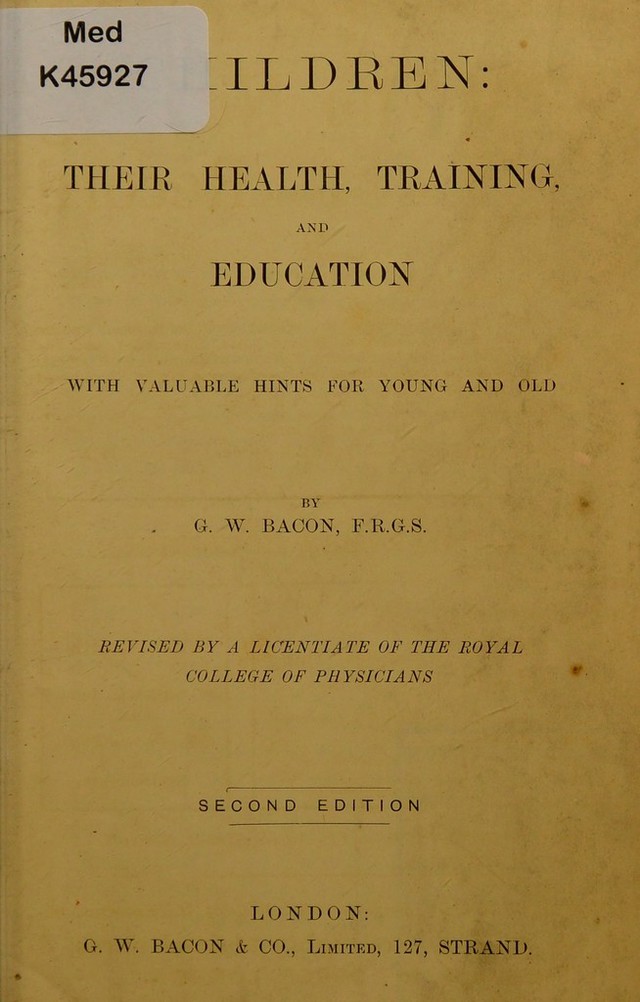 Med
K45927
ILDREN:
THEIR HEALTH, TRAINING,
AND
EDUCATION
WITH VALUABLE HINTS FOR YOUNG AND OLD
BY
G. W. BACON, F.R.G.S.
REVISED BY A LICENTIATE OF THE ROYAL
COLLEGE OF PHYSICIANS
SECOND EDITION
LONDON:
G. W. BACON & CO., LIMITED, 127, STRAND.